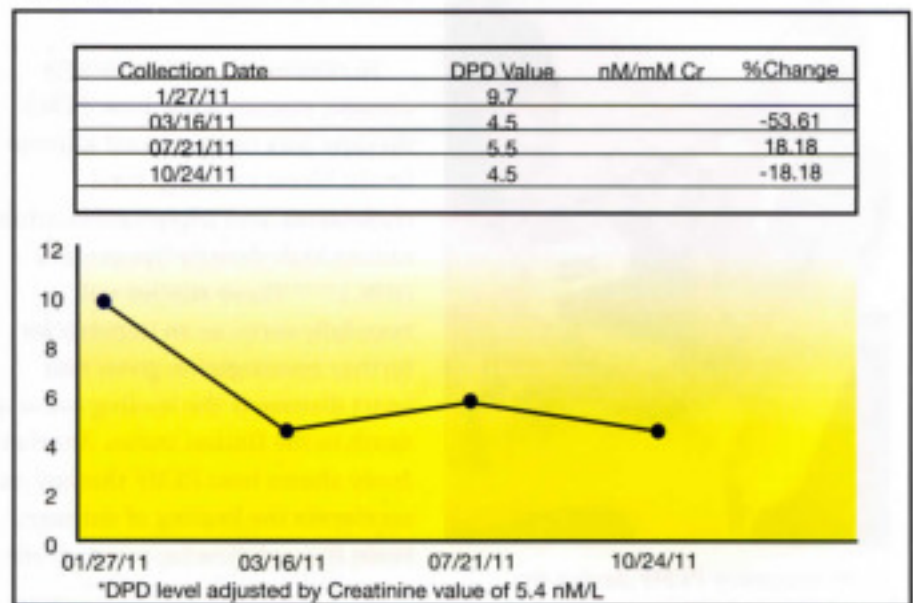 Collection Date DPD Value nM/mM Cr %Change
1/27/11 9.7
03/16/11 4.5 -53.61
07/21/11 5.5 18.18
10/24/11 4.5 -18.18
12
10
8
6
4
2
0
01/27/11 03/16/11 07/21/11 10/24/11
*DPD level adjusted by Creatinine value of 5.4 nM/L